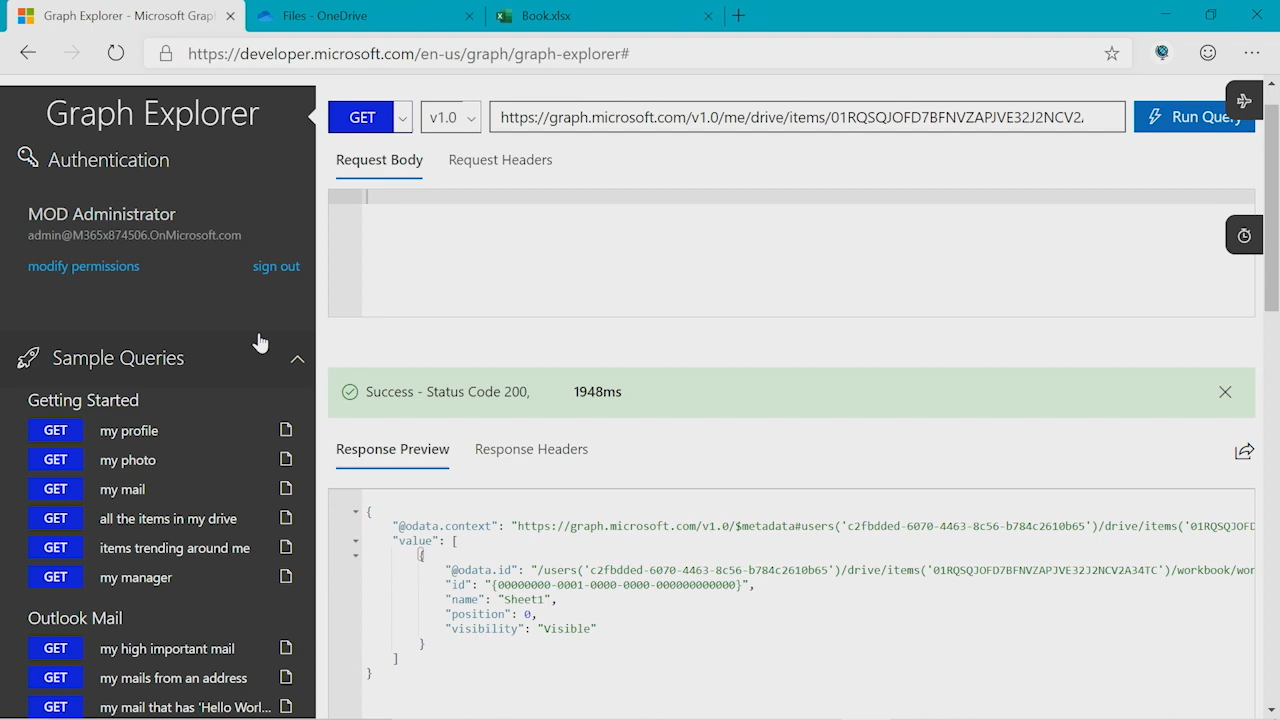 Graph Explorer - Microsoft Grap
Files - OneDrive
Book.xlsx
https://developer.microsoft.com/en-us/graph/graph-explorer#
Graph Explorer
Authentication
MOD Administrator
admin@M365x874506.OnMicrosoft.com
modify permissions
sign out
Sample Queries
Getting Started
GET my profile
GET my photo
GET my mail
GET all the items in my drive
GET items trending around me
GET my manager
Outlook Mail
GET my high important mail
GET my mails from an address
GET my mail that has 'Hello Worl...
GET v1.0 https://graph.microsoft.com/v1.0/me/drive/items/01RQSQJOFD7BFNVZAPJVE32J2NCV2 Run Query
Request Body Request Headers
Success - Status Code 200, 1948ms
Response Preview Response Headers
{
"@odata.context": "https://graph.microsoft.com/v1.0/$metadata#users('c2fbdded-6070-4463-8c56-b784c2610b65')/drive/items('01RQSQJOFD
"value": [
{
"@odata.id": "/users('c2fbdded-6070-4463-8c56-b784c2610b65')/drive/items('01RQSQJOFD7BFNVZAPJVE32J2NCV2A34TC')/workbook/wor
"id": "{00000000-0001-0000-0000-000000000000}",
"name": "Sheet1",
"position": 0,
"visibility": "Visible"
}
]
}